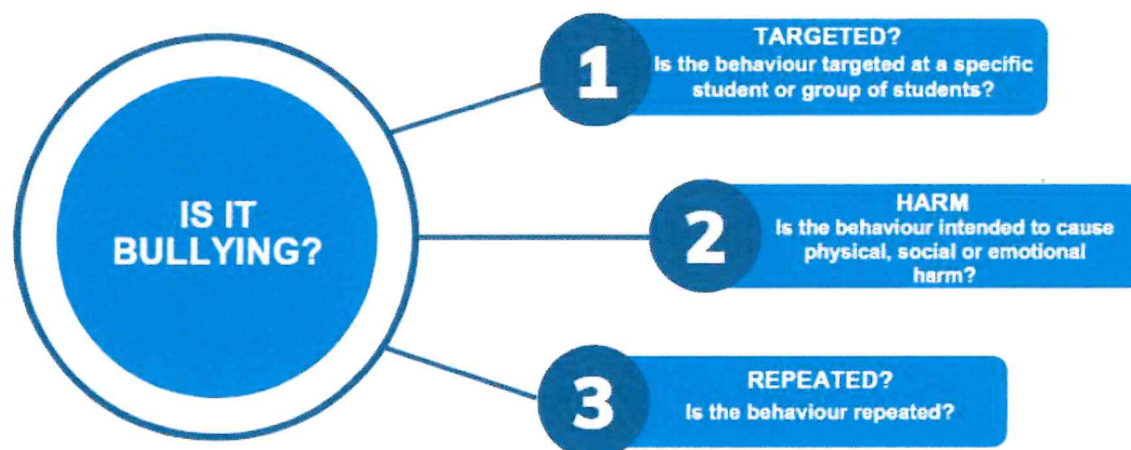 IS IT
BULLYING?
1
TARGETED?
Is the behaviour targeted at a specific
student or group of students?
2
HARM
Is the behaviour intended to cause
physical, social or emotional
harm?
3
REPEATED?
Is the behaviour repeated?